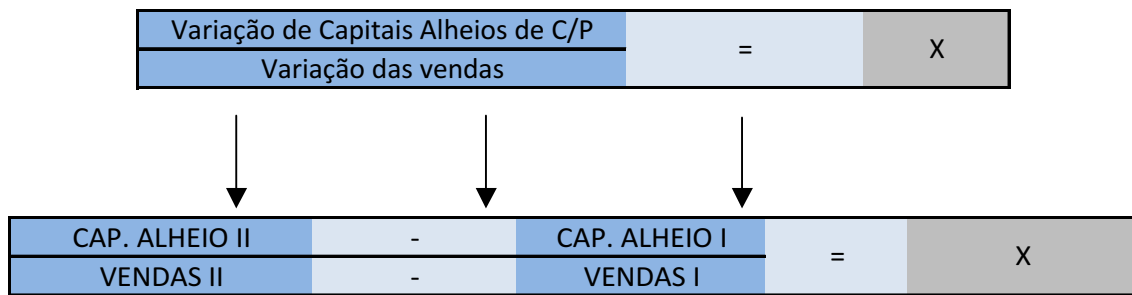 Variação de Capitais Alheios de C/P
=
X
Variação das vendas
CAP. ALHEIO II - CAP. ALHEIO I
=
X
VENDAS II - VENDAS I